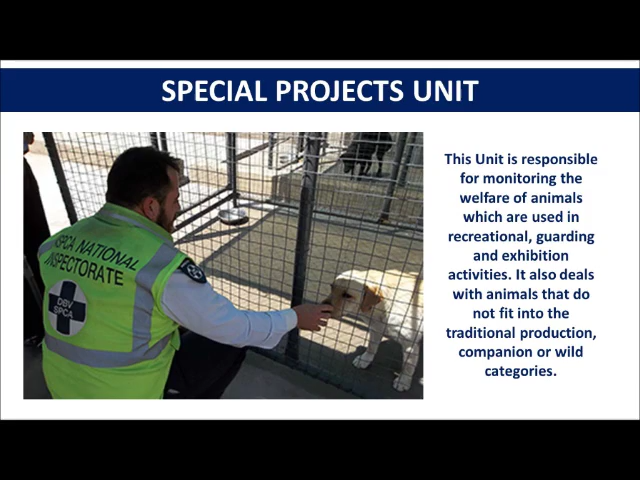 SPECIAL PROJECTS UNIT
NSPCA NATIONAL
INSPECTORATE
DBV
SPCA
This Unit is responsible
for monitoring the
welfare of animals
which are used in
recreational, guarding
and exhibition
activities. It also deals
with animals that do
not fit into the
traditional production,
companion or wild
categories.